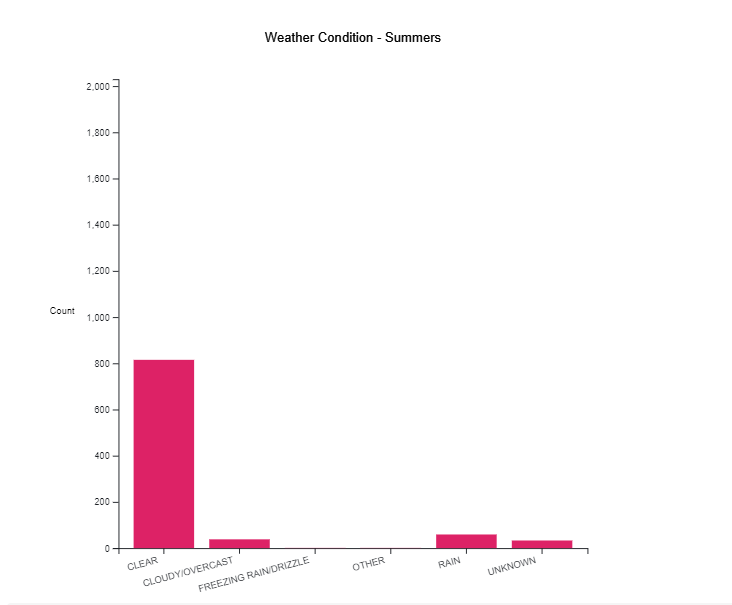 Weather Condition - Summers
2,000
1,800
1,600
1,400
1,200
Count
1,000
800
600
400
200
0
CLEAR
CLOUDY/OVERCAST
FREEZING RAIN/DRIZZLE
OTHER
RAIN
UNKNOWN